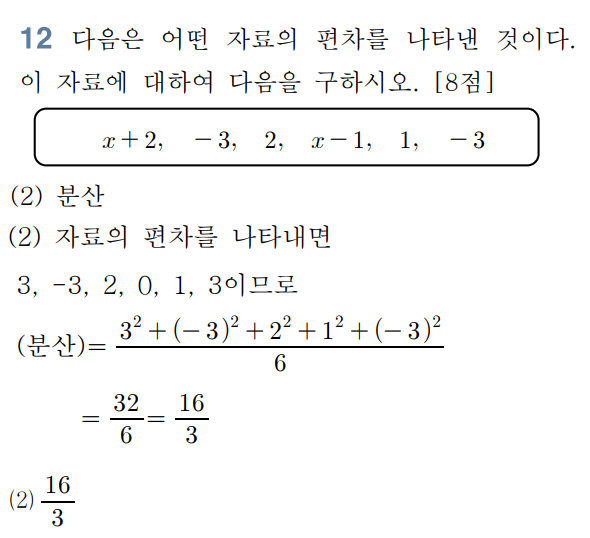 12 다음은 어떤 자료의 편차를 나타낸 것이다.
이 자료에 대하여 다음을 구하시오. [8점]
x+2, -3, 2, x-1, 1, -3
(2) 분산
(2) 자료의 편차를 나타내면
3, -3, 2, 0, 1, 3이므로
(분산)= \frac{3^2+(-3)^2+2^2+1^2+(-3)^2}{6}
= \frac{32}{6} = \frac{16}{3}
(2) \frac{16}{3}